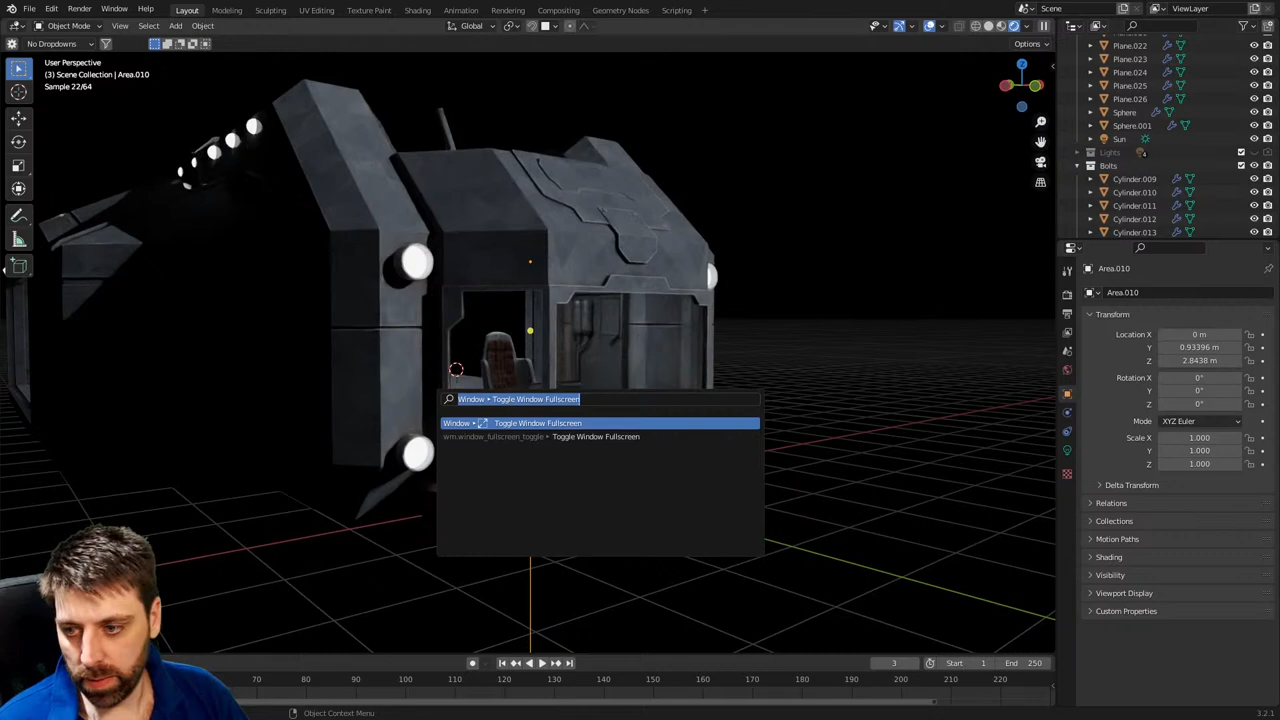 File Edit Render Window Help Layout Modeling Sculpting UV Editing Texture Paint Shading Animation Rendering Compositing Geometry Nodes Scripting Scene ViewLayer
Object Mode View Select Add Object Global
No Dropdowns Options
User Perspective
(3) Scene Collection | Area.010
Sample 22/64
Z
Plane.022
Plane.023
Plane.024
Plane.025
Plane.026
Sphere
Sphere.001
Sun
Lights 4
Bolts
Cylinder.009
Cylinder.010
Cylinder.011
Cylinder.012
Cylinder.013
Area.010
Area.010
Transform
Location X 0 m
Y 0.93396 m
Z 2.8438 m
Rotation X 0°
Y 0°
Z 0°
Mode XYZ Euler
Scale X 1.000
Y 1.000
Z 1.000
Delta Transform
Relations
Collections
Motion Paths
Shading
Visibility
Viewport Display
Custom Properties
Window ▸ Toggle Window Fullscreen
Window ▸ Toggle Window Fullscreen
wm.window_fullscreen_toggle ▸ Toggle Window Fullscreen
3 Start 1 End 250
70 80 90 100 110 120 130 140 150 160 170 180 190 200 210 220
Object Context Menu 3.2.1